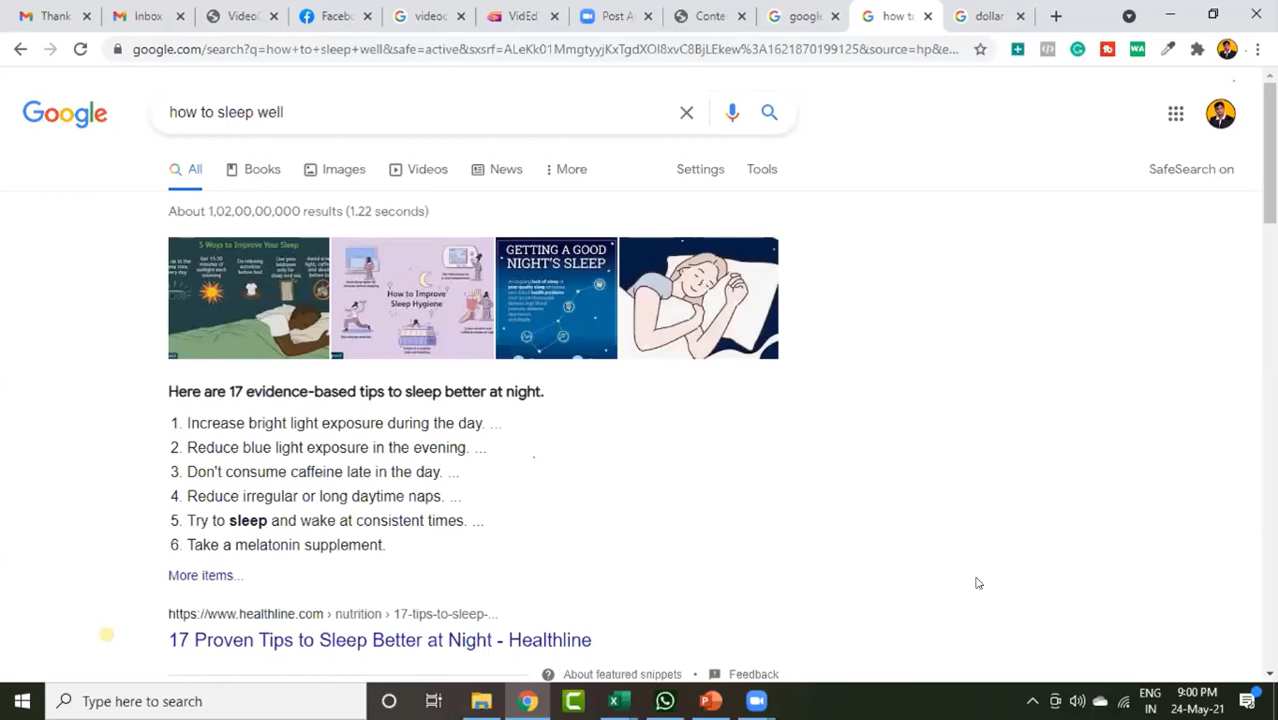 Thank
Inbox
VideoC
Facebo
videoc
VidEd
Post A
Conte
google
how to
dollar
google.com/search?q=how+to+sleep+well&safe=active&sxsrf=ALeKk01MmgtyyjKxTgdXOl8xvC8BjLEkew%3A1621870199125&source=hp&e...
WA
Google
how to sleep well
All
Books
Images
Videos
News
More
Settings
Tools
SafeSearch on
About 1,02,00,00,000 results (1.22 seconds)
5 Ways to Improve Your Sleep
How to Improve
Sleep Hygiene
GETTING A GOOD
NIGHT'S SLEEP
Here are 17 evidence-based tips to sleep better at night.
1. Increase bright light exposure during the day. ...
2. Reduce blue light exposure in the evening. ...
3. Don't consume caffeine late in the day. ...
4. Reduce irregular or long daytime naps. ...
5. Try to sleep and wake at consistent times. ...
6. Take a melatonin supplement.
More items...
https://www.healthline.com › nutrition › 17-tips-to-sleep-...
17 Proven Tips to Sleep Better at Night - Healthline
About featured snippets • Feedback
Type here to search
ENG
IN
9:00 PM
24-May-21